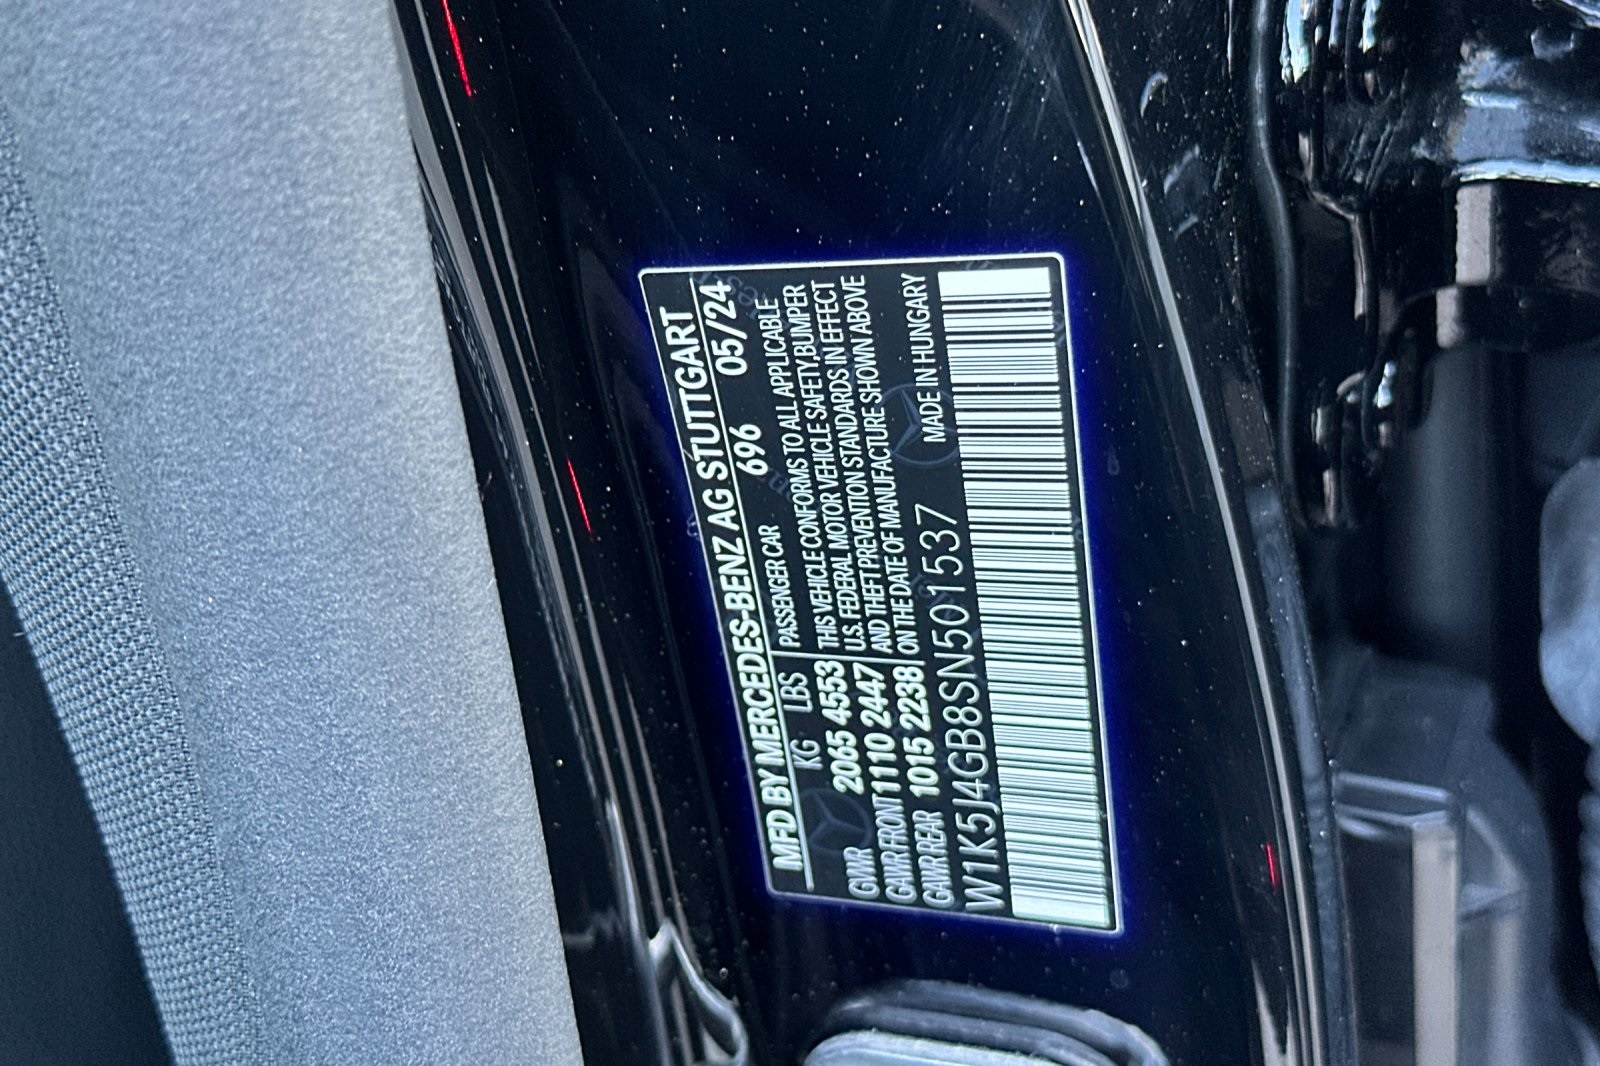 MFD BY MERCEDES-BENZ AG STUTTGART
KG LBS PASSENGER CAR 696 05/24
GVWR 2065 4553 THIS VEHICLE CONFORMS TO ALL APPLICABLE
U.S. FEDERAL MOTOR VEHICLE SAFETY,BUMPER
GAWR FRONT 1110 2447 AND THEFT PREVENTION STANDARDS IN EFFECT
GAWR REAR 1015 2238 ON THE DATE OF MANUFACTURE SHOWN ABOVE
W1K5J4GB8SN501537 MADE IN HUNGARY